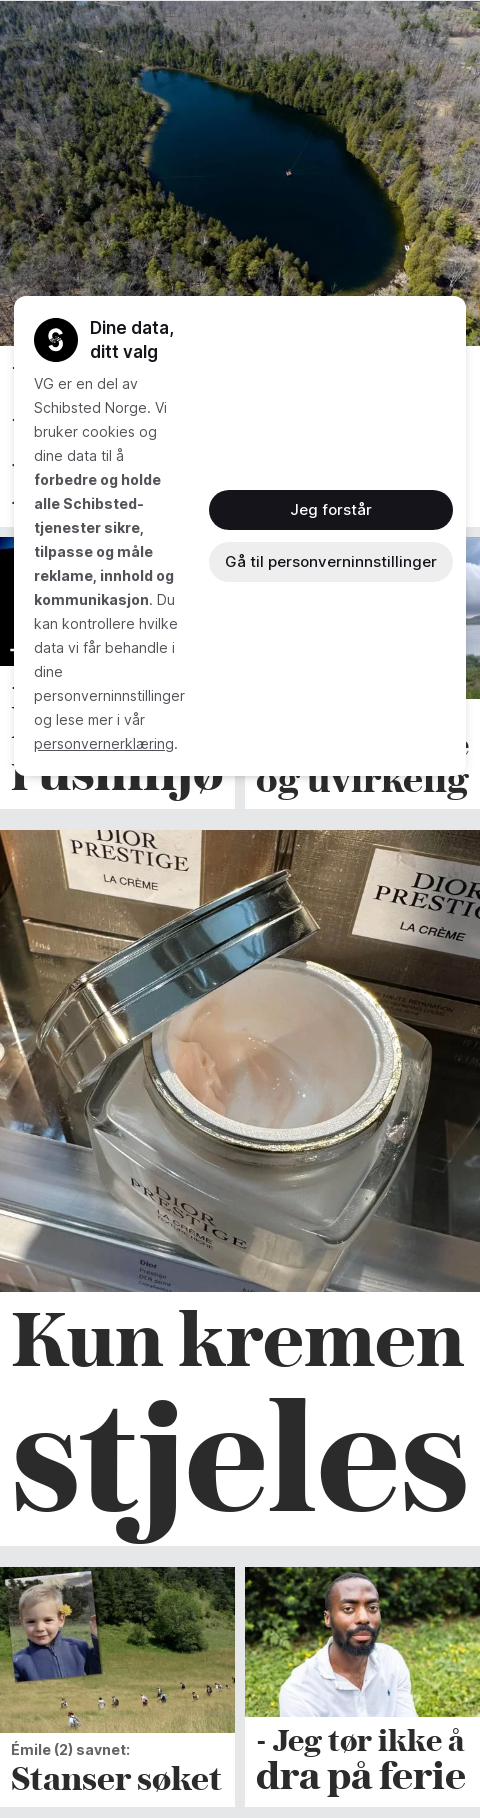 Dine data,
ditt valg
VG er en del av
Schibsted Norge. Vi
bruker cookies og
dine data til å
forbedre og holde
alle Schibsted-
tjenester sikre,
tilpasse og måle
reklame, innhold og
kommunikasjon. Du
kan kontrollere hvilke
data vi får behandle i
dine
personverninnstillinger
og lese mer i vår
personvernerklæring.
Jeg forstår
Gå til personverninnstillinger
og uvirkelig
DIOR
PRESTIGE
LA CRÈME
DIOR
PRESTIGE
LA CRÈME
DIOR
PRESTIGE
LA CRÈME
Dior
Prestige
Kun kremen
stjeles
Émile (2) savnet:
Stanser søket
- Jeg tør ikke å
dra på ferie